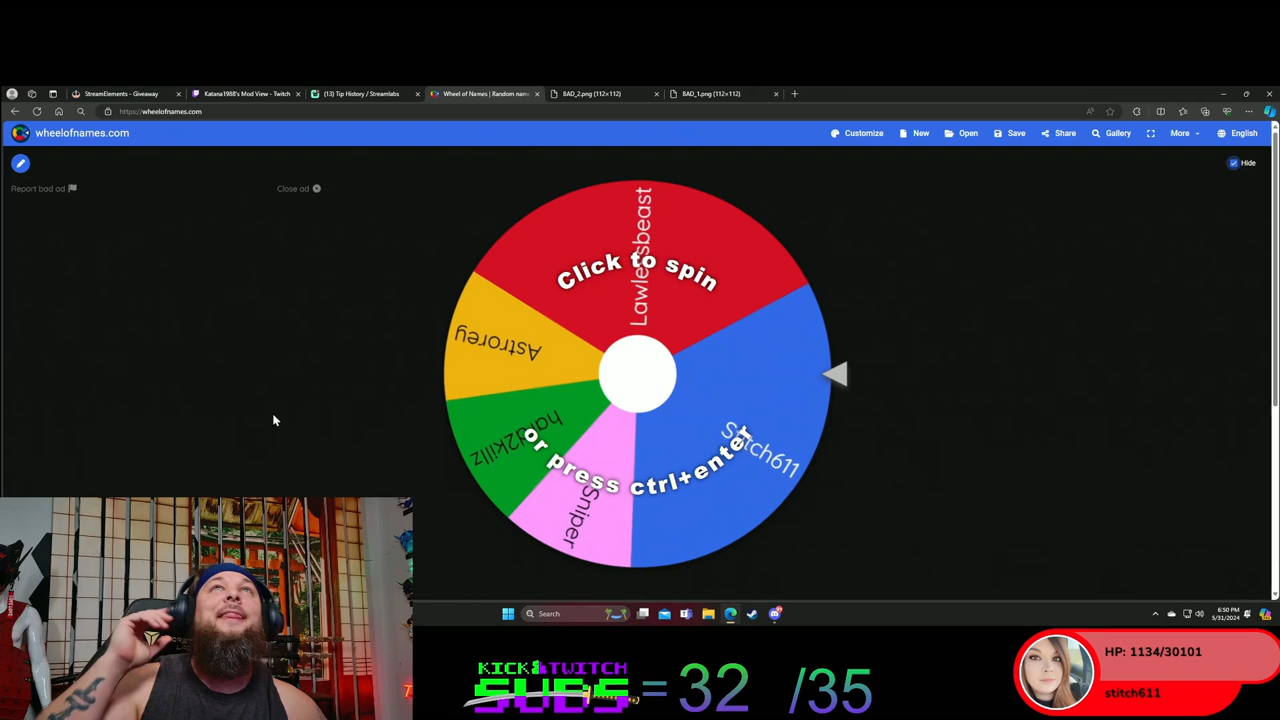 StreamElements - Giveaway
Katana1988's Mod View - Twitch
(13) Tip History / Streamlabs
Wheel of Names | Random nam
BAD_2.png (112×112)
BAD_1.png (112×112)
https://wheelofnames.com
wheelofnames.com
Customize
New
Open
Save
Share
Gallery
More
English
Hide
Report bad ad
Close ad
Click to spin
or press ctrl+enter
Astrorey
hard2killz
Sniper
Stitch611
Search
6:50 PM
5/31/2024
KICK & TWITCH
SUBS = 32 /35
HP: 1134/30101
stitch611